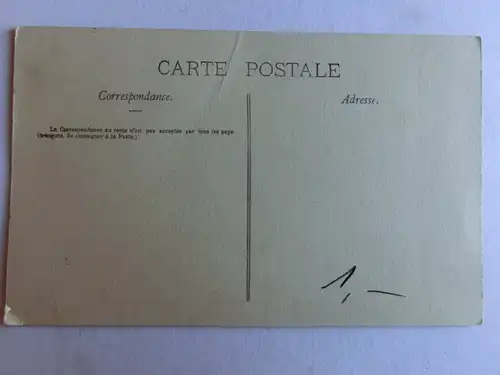 CARTE POSTALE
Correspondance.
Adresse.
La Correspondance du recto n'est pas acceptée par tous les pays
étrangers. Se renseigner à la Poste.)
1,—